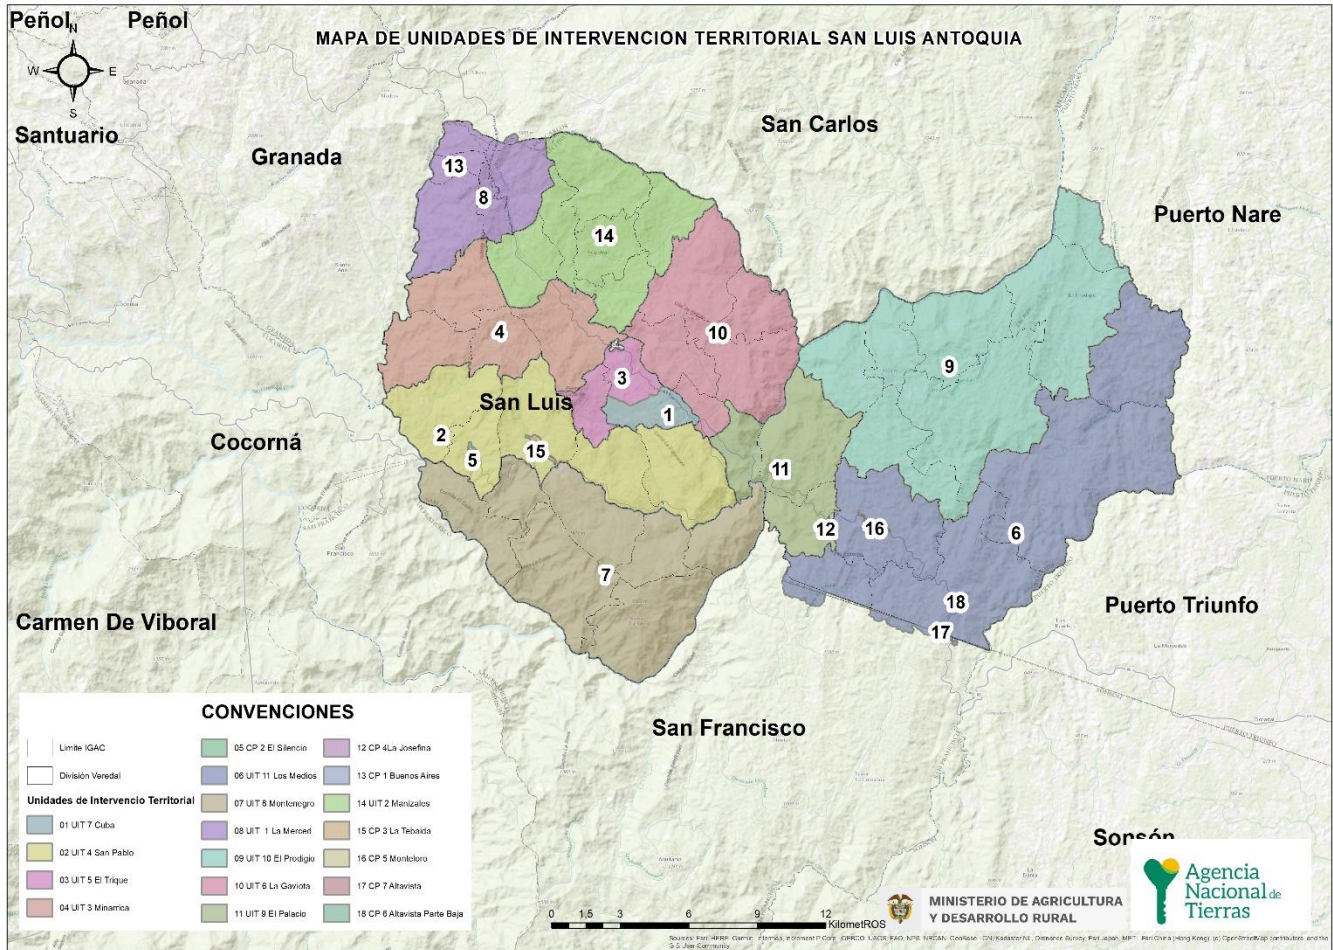 Peñol
Peñol
N
W
E
S
MAPA DE UNIDADES DE INTERVENCION TERRITORIAL SAN LUIS ANTOQUIA
Santuario
Granada
San Carlos
Puerto Nare
13
8
14
4
10
9
3
San Luis
1
2
Cocorná
5
15
11
12
16
6
7
18
17
Carmen De Viboral
Puerto Triunfo
San Francisco
Sonsón
CONVENCIONES
Limite IGAC
División Veredal
Unidades de Intervencio Territorial
01 UIT 7 Cuba
02 UIT 4 San Pablo
03 UIT 5 El Trique
04 UIT 3 Minarrica
05 CP 2 El Silencio
06 UIT 11 Los Medios
07 UIT 8 Montenegro
08 UIT 1 La Merced
09 UIT 10 El Prodigio
10 UIT 6 La Gaviota
11 UIT 9 El Palacio
12 CP 4La Josefina
13 CP 1 Buenos Aires
14 UIT 2 Manizales
15 CP 3 La Tebaida
16 CP 5 Monteloro
17 CP 7 Altavista
18 CP 6 Altavista Parte Baja
0 1,5 3 6 9 12
KilometROS
MINISTERIO DE AGRICULTURA
Y DESARROLLO RURAL
Agencia
Nacional de
Tierras